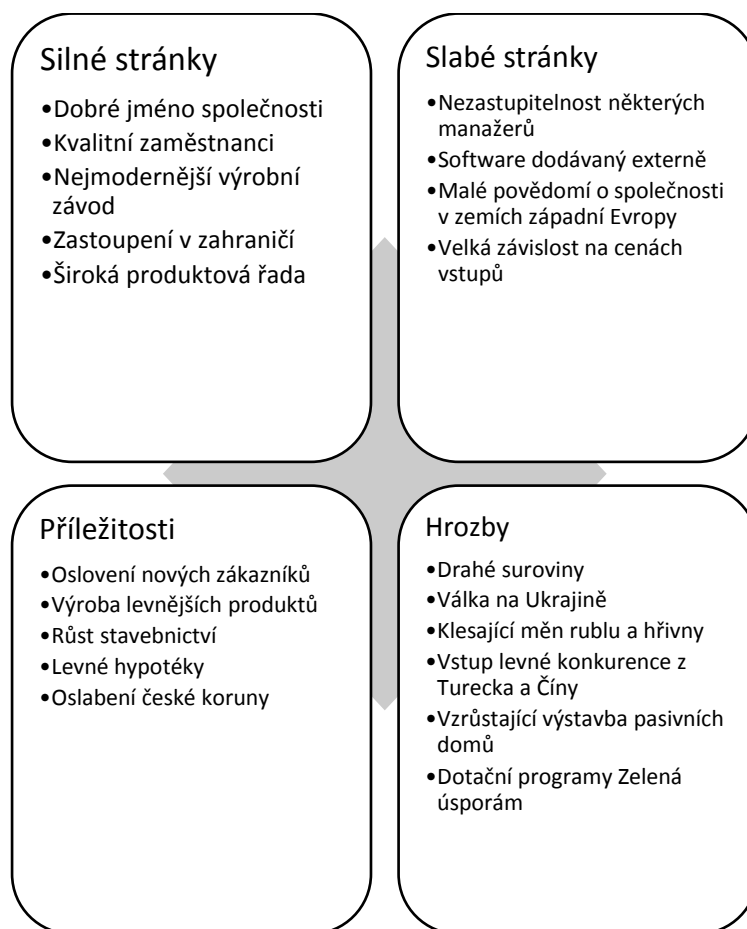 Silné stránky
•Dobré jméno společnosti
•Kvalitní zaměstnanci
•Nejmodernější výrobní
závod
•Zastoupení v zahraničí
•Široká produktová řada
Slabé stránky
•Nezastupitelnost některých
manažerů
•Software dodávaný externě
•Malé povědomí o společnosti
v zemích západní Evropy
•Velká závislost na cenách
vstupů
Příležitosti
•Oslovení nových zákazníků
•Výroba levnějších produktů
•Růst stavebnictví
•Levné hypotéky
•Oslabení české koruny
Hrozby
•Drahé suroviny
•Válka na Ukrajině
•Klesající měn rublu a hřivny
•Vstup levné konkurence z
Turecka a Číny
•Vzrůstající výstavba pasivních
domů
•Dotační programy Zelená
úsporám